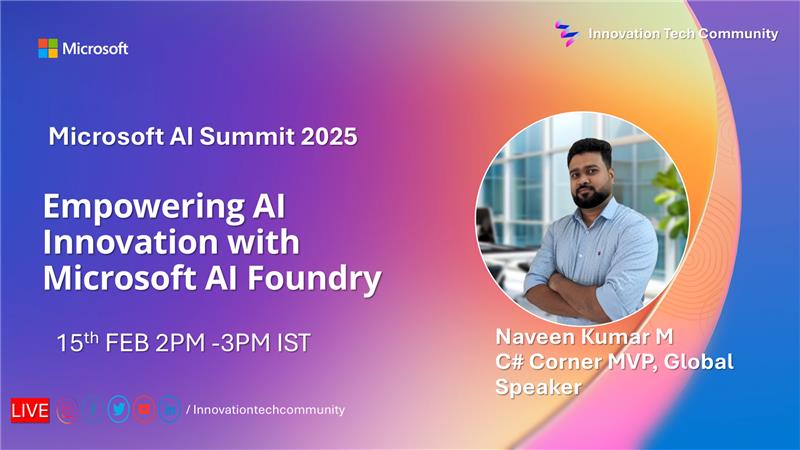 Microsoft
Innovation Tech Community
Microsoft AI Summit 2025
Empowering AI
Innovation with
Microsoft AI Foundry
15th FEB 2PM -3PM IST
Naveen Kumar M
C# Corner MVP, Global
Speaker
LIVE
/ Innovationtechcommunity